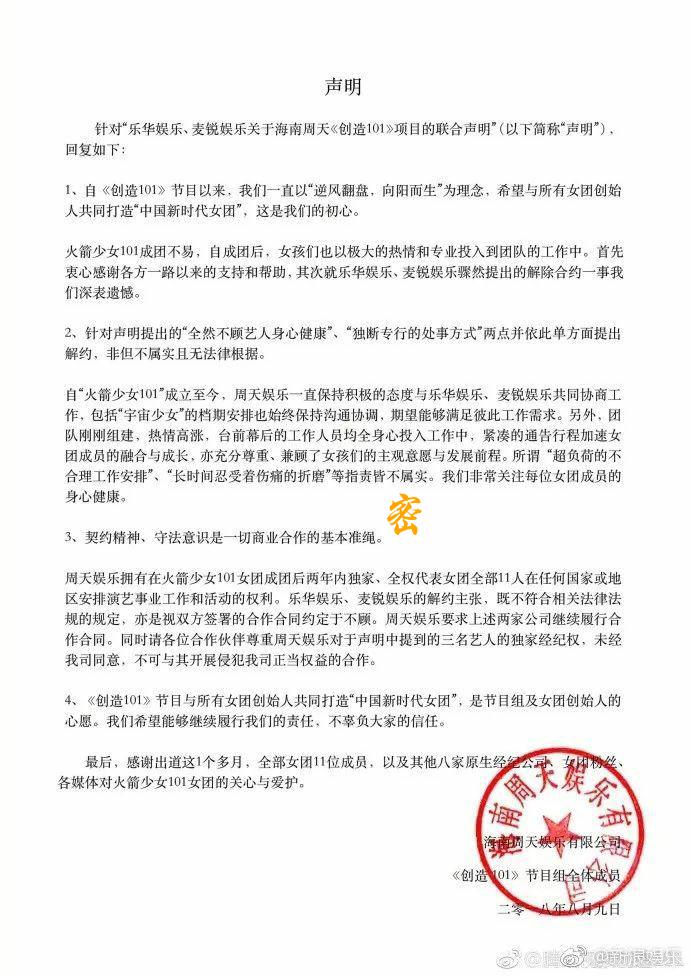 声明
针对“乐华娱乐、麦锐娱乐关于海南周天《创造101》项目的联合声明”（以下简称“声明”），
回复如下：
1、自《创造101》节目以来，我们一直以“逆风翻盘，向阳而生”为理念，希望与所有女团创始
人共同打造“中国新时代女团”，这是我们的初心。
火箭少女101成团不易，自成团后，女孩们也以极大的热情和专业投入到团队的工作中。首先
衷心感谢各方一路以来的支持和帮助，其次就乐华娱乐、麦锐娱乐骤然提出的解除合约一事我
们深表遗憾。
2、针对声明提出的“全然不顾艺人身心健康”、“独断专行的处事方式”两点并依此单方面提出
解约，非但不属实且无法律根据。
自“火箭少女101”成立至今，周天娱乐一直保持积极的态度与乐华娱乐、麦锐娱乐共同协商工
作，包括“宇宙少女”的档期安排也始终保持沟通协调，期望能够满足彼此工作需求。另外，团
队刚刚组建，热情高涨，台前幕后的工作人员均全身心投入工作中，紧凑的通告行程加速女
团成员的融合与成长，亦充分尊重、兼顾了女孩们的主观意愿与发展前程。所谓 “超负荷的不
合理工作安排”、“长时间忍受着伤痛的折磨”等指责皆不属实。我们非常关注每位女团成员的
身心健康。
密
3、契约精神、守法意识是一切商业合作的基本准绳。
周天娱乐拥有在火箭少女101女团成团后两年内独家、全权代表女团全部11人在任何国家或地
区安排演艺事业工作和活动的权利。乐华娱乐、麦锐娱乐的解约主张，既不符合相关法律法
规的规定，亦是视双方签署的合作合同约定于不顾。周天娱乐要求上述两家公司继续履行合
作合同。同时请各位合作伙伴尊重周天娱乐对于声明中提到的三名艺人的独家经纪权，未经
我司同意，不可与其开展侵犯我司正当权益的合作。
4、《创造101》节目与所有女团创始人共同打造“中国新时代女团”，是节目组及女团创始人的
心愿。我们希望能够继续履行我们的责任，不辜负大家的信任。
最后，感谢出道这1个多月，全部女团11位成员，以及其他八家原生经纪公司、女团粉丝、
各媒体对火箭少女101女团的关心与爱护。
海南周天娱乐有限公司
海南周天娱乐有限公司
《创造101》节目组全体成员
二零一八年八月九日
@新浪娱乐